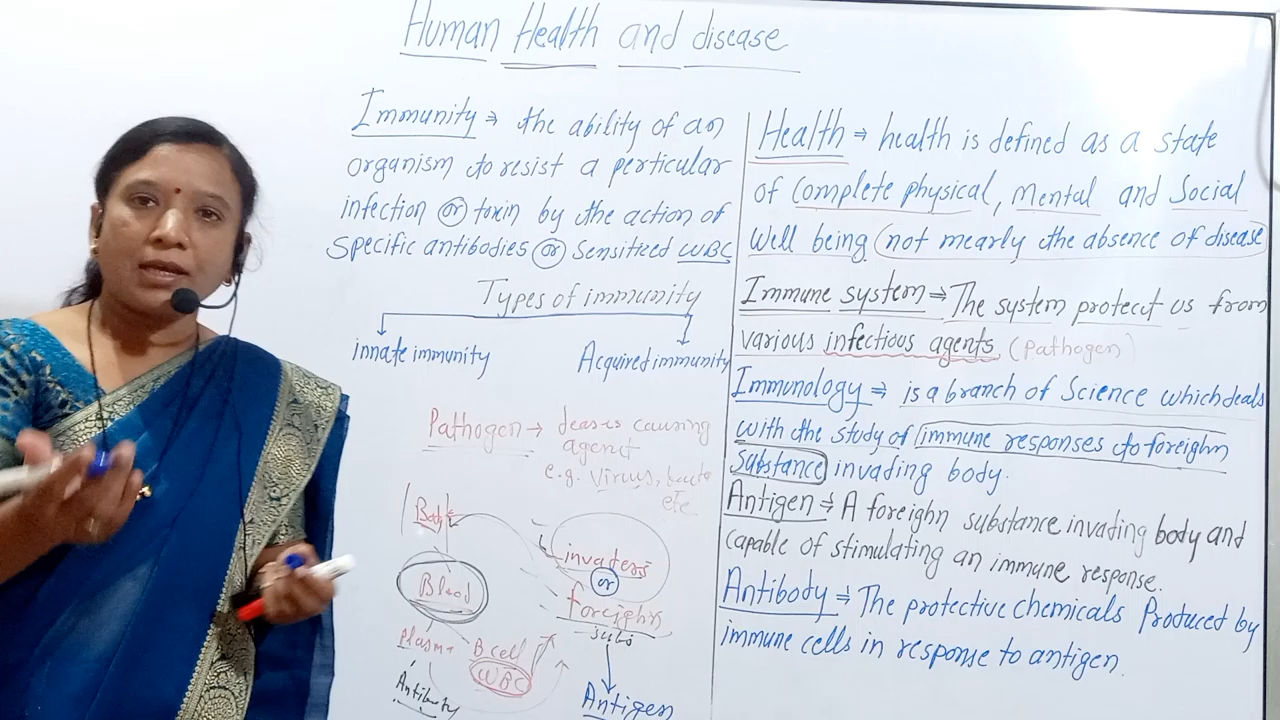 Human Health and disease
Immunity ⇒ the ability of an
organism to resist a perticular
infection or toxin by the action of
Specific antibodies or Sensitized WBC
Types of immunity
innate immunity
Acquired immunity
Pathogen →
causing
agent
e.g. Virus,
etc.
Body
Blood
Plasma
B cell
WBC
Antibody
invaders
or
foreighn
subs
Antigen
Health ⇒ health is defined as a state
of complete physical, Mental and Social
Well being (not mearly the absence of disease)
Immune system ⇒ The system protect us from
various infectious agents (Pathogen)
Immunology ⇒ is a branch of Science which deals
with the study of immune responses to foreighn
Substance invading body.
Antigen ⇒ A foreighn substance invading body and
capable of stimulating an immune response.
Antibody ⇒ The protective chemicals Produced by
immune cells in response to antigen.